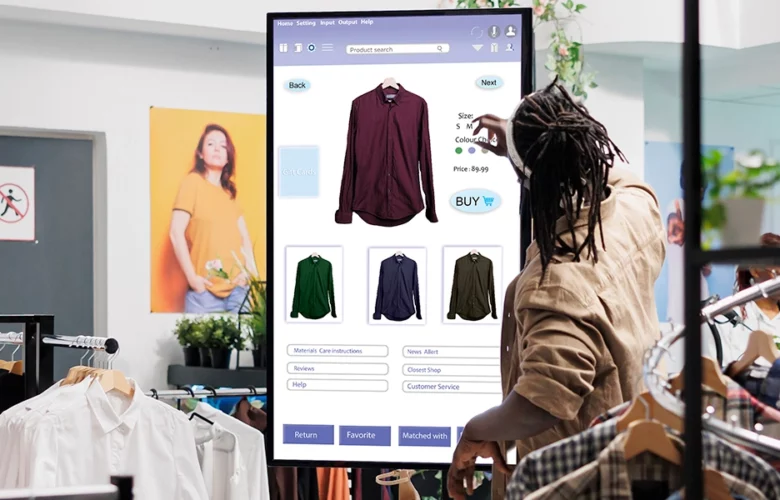 Home Setting Input Output Help
Product search
Back
Next
Size:
S M
Colour Choice
Price : 89.99
BUY
Materials Care instructions
News Allert
Reviews
Closest Shop
Help
Customer Service
Return
Favorite
Matched with